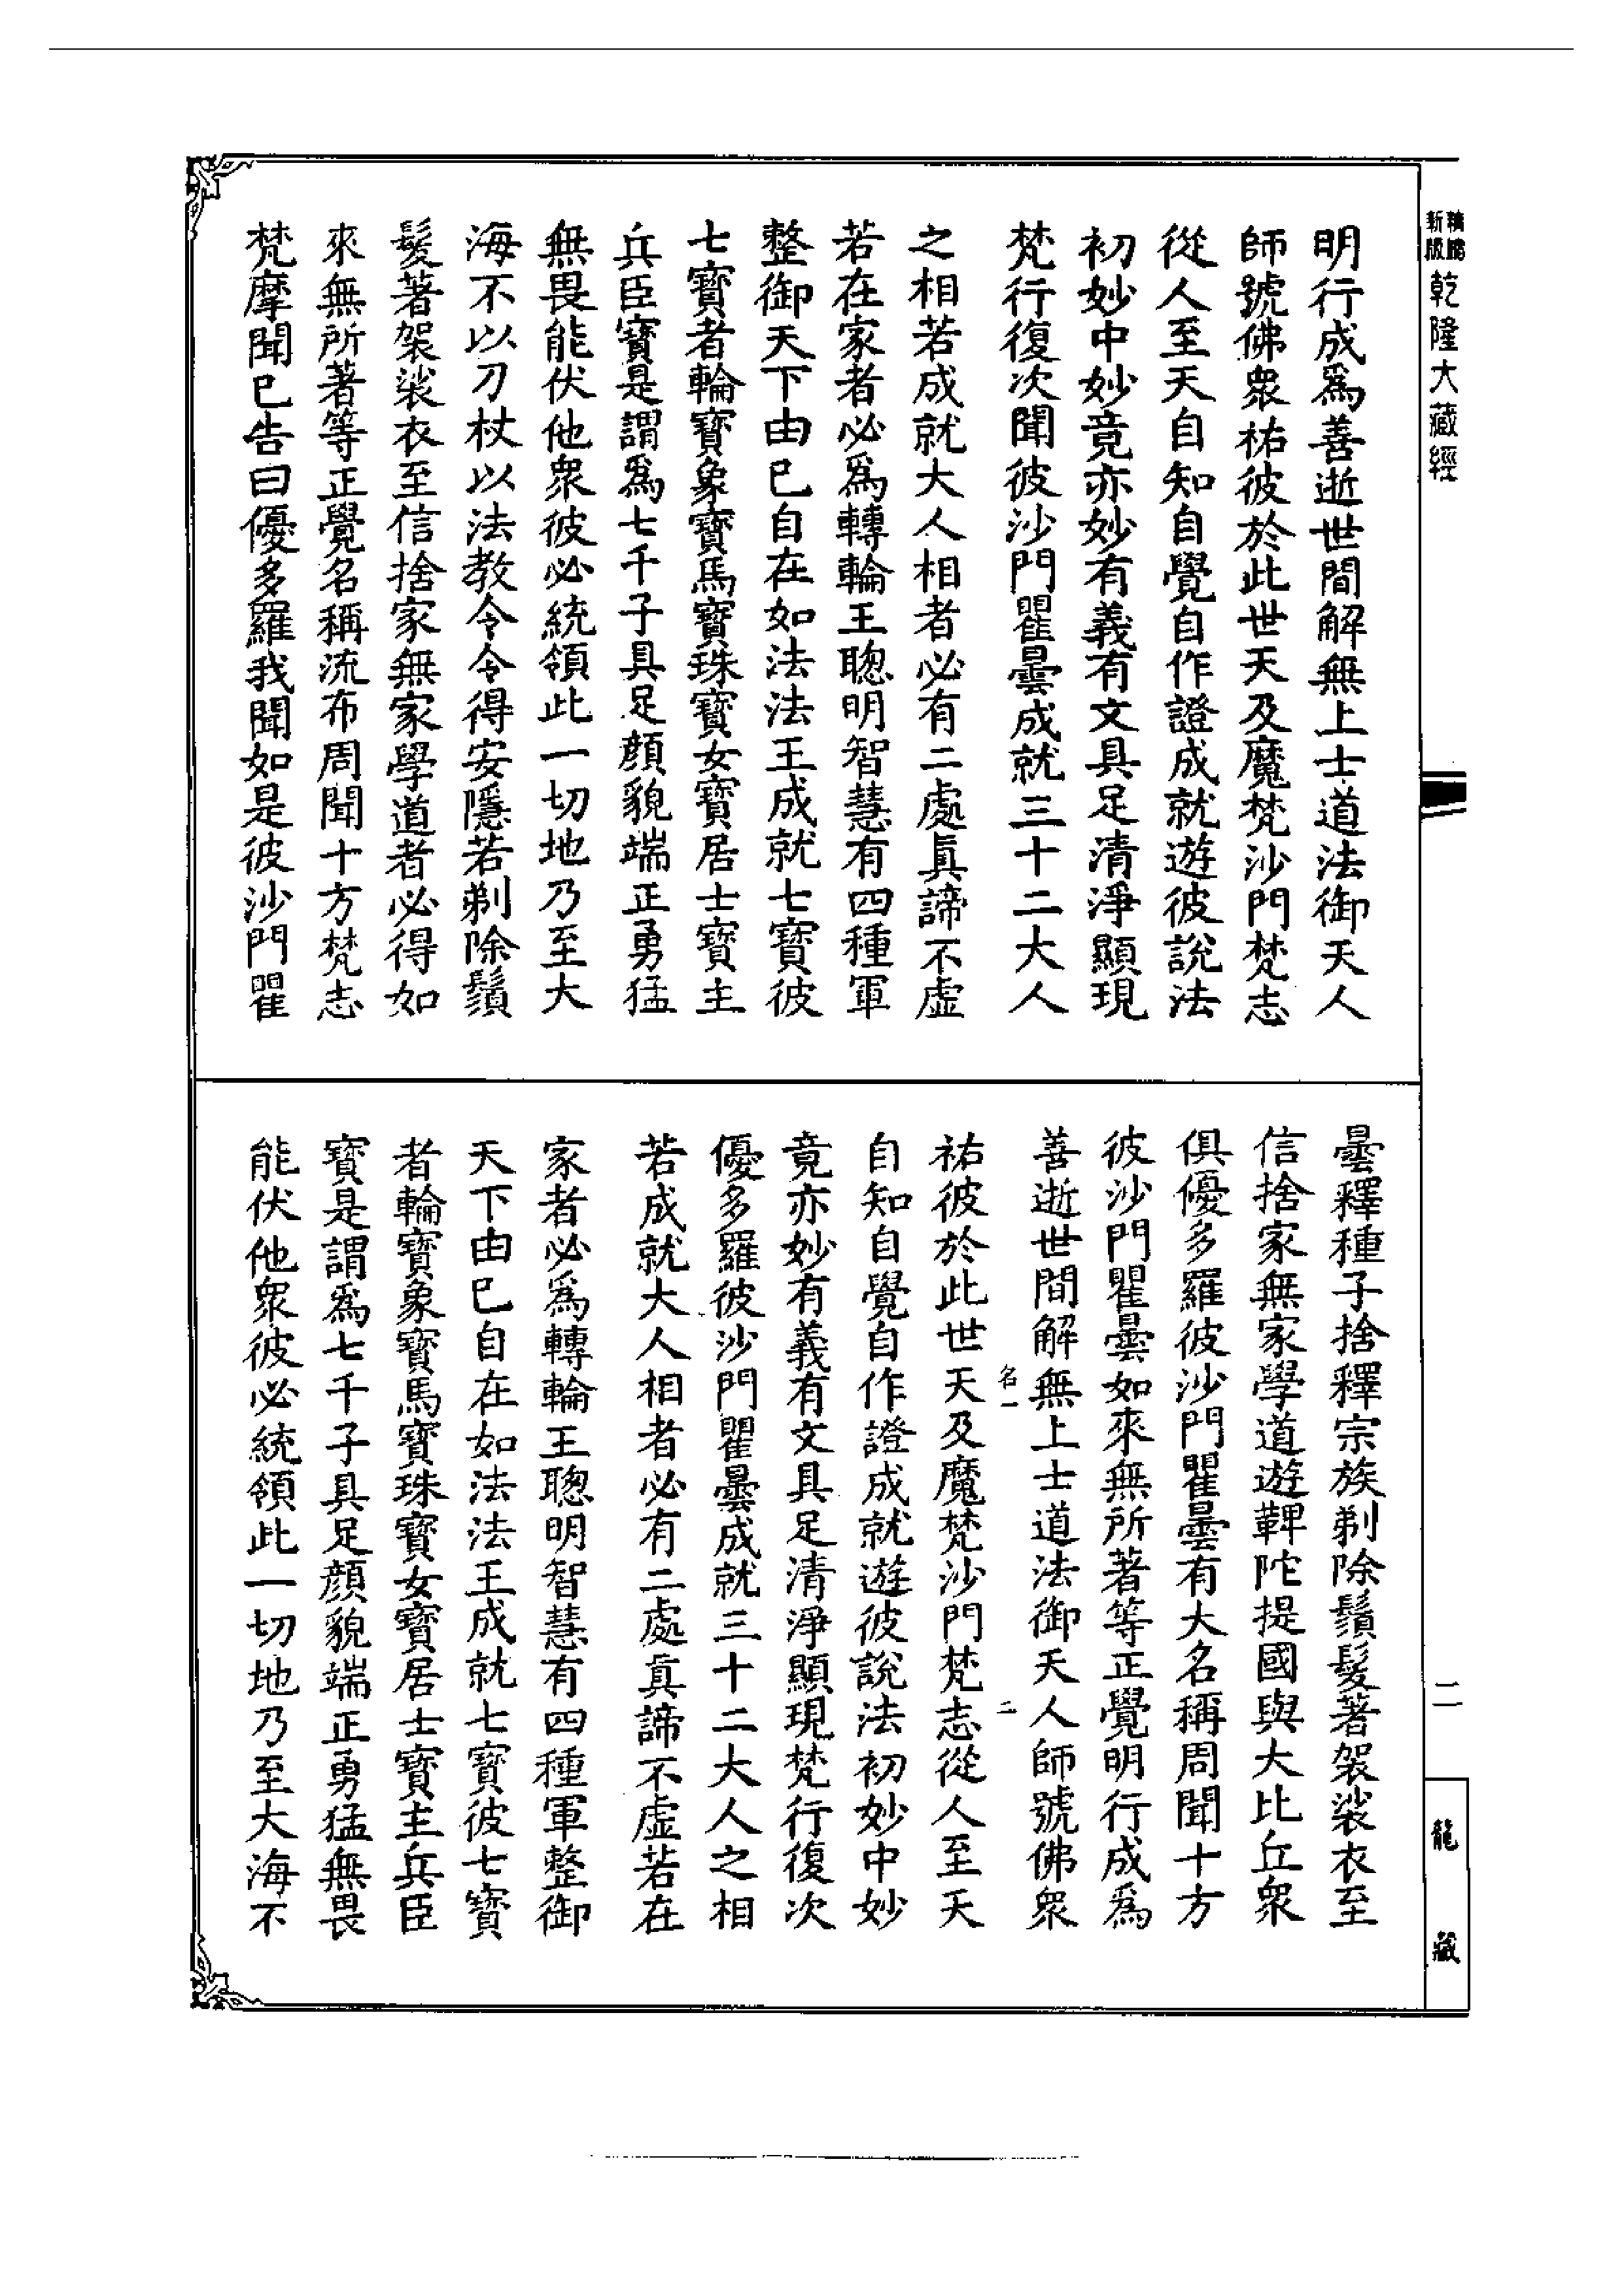 新版
精縮
乾隆大藏經
明行成爲善逝世間解無上士道法御天人
師號佛衆祐彼於此世天及魔梵沙門梵志
從人至天自知自覺自作證成就遊彼說法
初妙中妙竟亦妙有義有文具足清淨顯現
梵行復次聞彼沙門瞿曇成就三十二大人
之相若成就大人相者必有二處眞諦不虛
若在家者必爲轉輪王聰明智慧有四種軍
整御天下由已自在如法法王成就七寶彼
七寶者輪寶象寶馬寶珠寶女寶居士寶主
兵臣寶是謂爲七千子具足顔貌端正勇猛
無畏能伏他衆彼必統領此一切地乃至大
海不以刀杖以法教令令得安隱若剃除鬚
髮著袈裟衣至信捨家無家學道者必得如
來無所著等正覺名稱流布周聞十方梵志
梵摩聞已告曰優多羅我聞如是彼沙門瞿
曇釋種子捨釋宗族剃除鬚髮著袈裟衣至
信捨家無家學道遊鞞陀提國與大比丘衆
俱優多羅彼沙門瞿曇有大名稱周聞十方
彼沙門瞿曇如來無所著等正覺明行成爲
善逝世間解無上士道法御天人師號佛衆
名一
二
祐彼於此世天及魔梵沙門梵志從人至天
自知自覺自作證成就遊彼說法初妙中妙
竟亦妙有義有文具足清淨顯現梵行復次
優多羅彼沙門瞿曇成就三十二大人之相
若成就大人相者必有二處眞諦不虛若在
家者必爲轉輪王聰明智慧有四種軍整御
天下由已自在如法法王成就七寶彼七寶
者輪寶象寶馬寶珠寶女寶居士寶主兵臣
寶是謂爲七千子具足顔貌端正勇猛無畏
能伏他衆彼必統領此一切地乃至大海不
二
龍藏